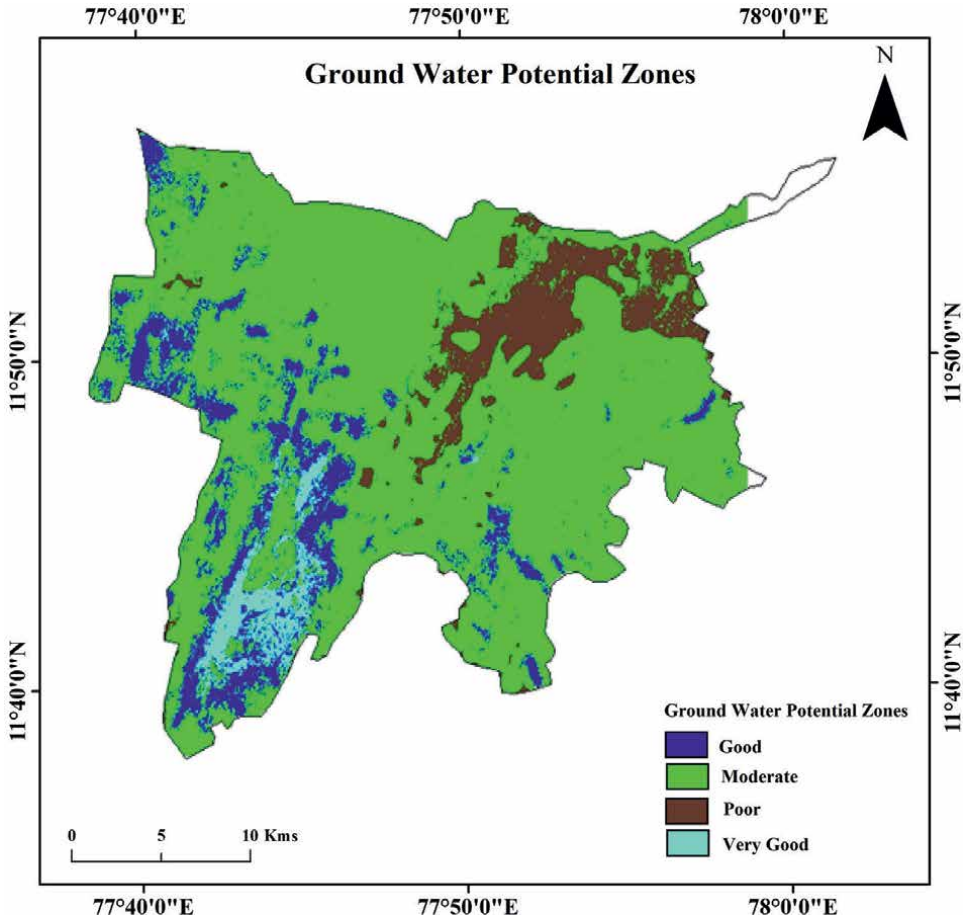 77°40'0"E 77°50'0"E 78°0'0"E
N
Ground Water Potential Zones
11°50'0"N 11°50'0"N
11°40'0"N 11°40'0"N
Ground Water Potential Zones
Good
Moderate
Poor
Very Good
0 5 10 Kms
77°40'0"E 77°50'0"E 78°0'0"E